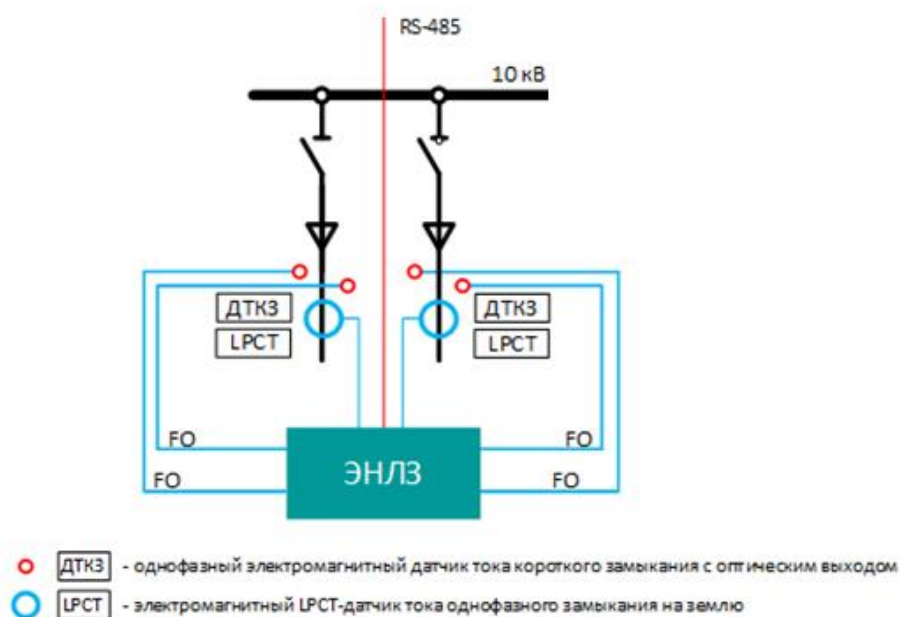 RS-485
10 кВ
ДТКЗ
LPCT
ДТКЗ
LPCT
FO
FO
FO
FO
ЭНЛЗ
ДТКЗ - однофазный электромагнитный датчик тока короткого замыкания с оптическим выходом
LPCT - электромагнитный LPCT-датчик тока однофазного замыкания на землю